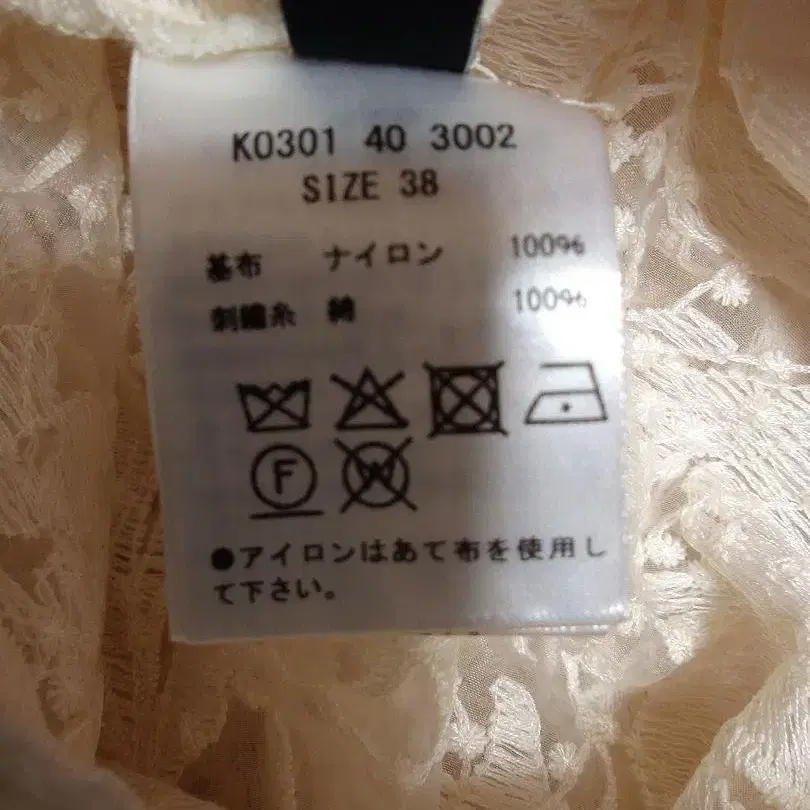 K0301 40 3002
SIZE 38
基布 ナイロン 100%
刺繍糸 綿 100%
F W
●アイロンはあて布を使用し
て下さい。